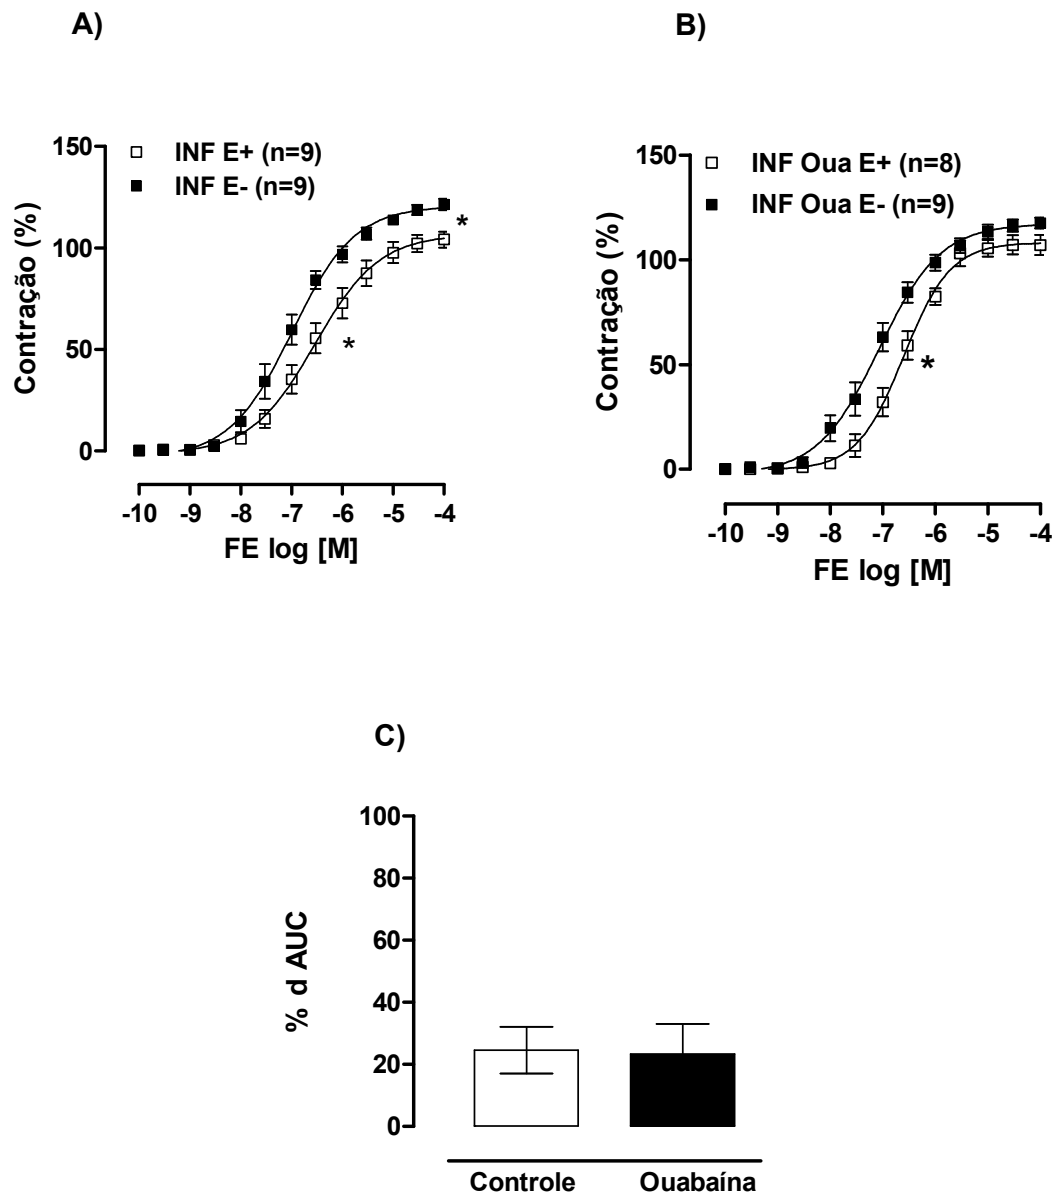 A)
150
100
50
0
Contração (%)
INF E+ (n=9)
INF E- (n=9)
*
*
-10 -9 -8 -7 -6 -5 -4
FE log [M]
B)
150
100
50
0
Contração (%)
INF Oua E+ (n=8)
INF Oua E- (n=9)
*
-10 -9 -8 -7 -6 -5 -4
FE log [M]
C)
100
80
60
40
20
0
% d AUC
Controle Ouabaína